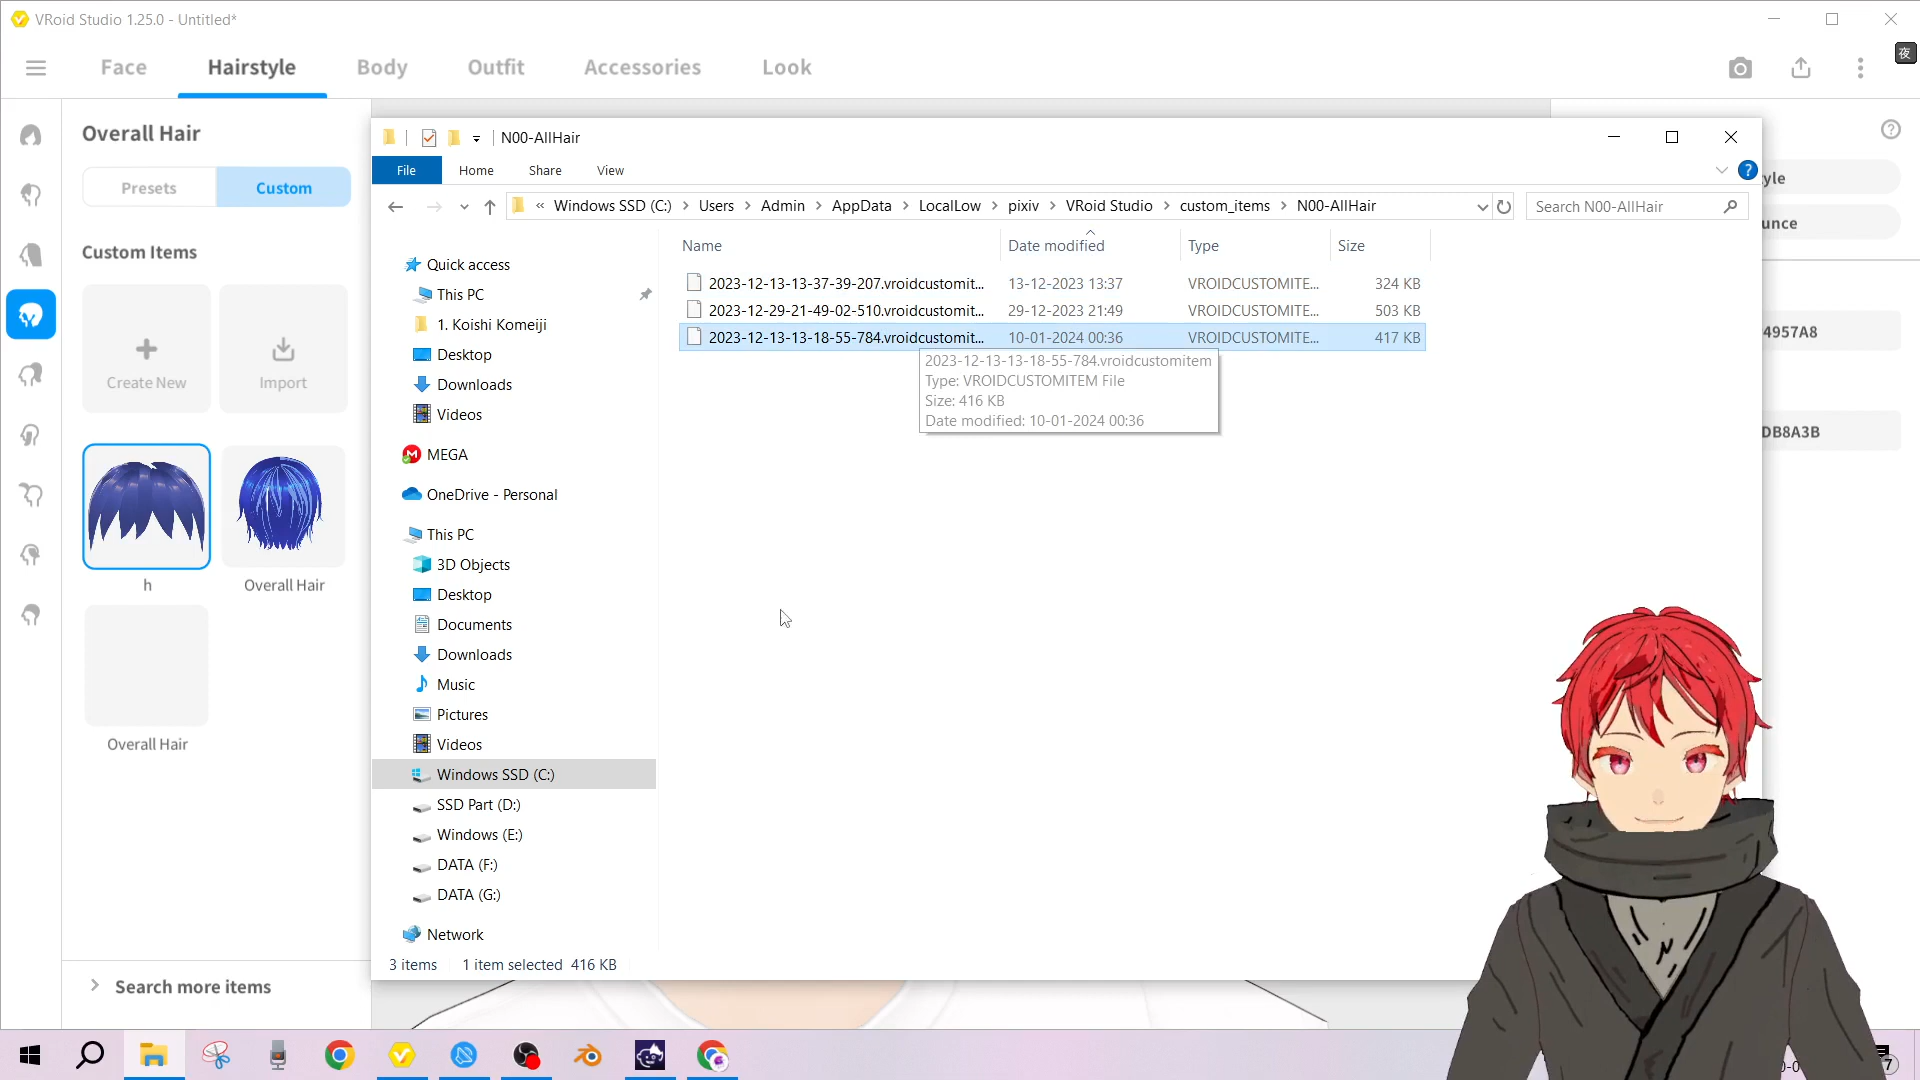 VRoid Studio 1.25.0 - Untitled*
Face
Hairstyle
Body
Outfit
Accessories
Look
夜
Overall Hair
Presets
Custom
Custom Items
Create New
Import
h
Overall Hair
Overall Hair
Search more items
N00-AllHair
File
Home
Share
View
?
« Windows SSD (C:) > Users > Admin > AppData > LocalLow > pixiv > VRoid Studio > custom_items > N00-AllHair
Search N00-AllHair
Name
Date modified
Type
Size
2023-12-13-13-37-39-207.vroidcustomit... 13-12-2023 13:37 VROIDCUSTOMITE... 324 KB
2023-12-29-21-49-02-510.vroidcustomit... 29-12-2023 21:49 VROIDCUSTOMITE... 503 KB
2023-12-13-13-18-55-784.vroidcustomit... 10-01-2024 00:36 VROIDCUSTOMITE... 417 KB
2023-12-13-13-18-55-784.vroidcustomitem
Type: VROIDCUSTOMITEM File
Size: 416 KB
Date modified: 10-01-2024 00:36
Quick access
This PC
1. Koishi Komeiji
Desktop
Downloads
Videos
MEGA
OneDrive - Personal
This PC
3D Objects
Desktop
Documents
Downloads
Music
Pictures
Videos
Windows SSD (C:)
SSD Part (D:)
Windows (E:)
DATA (F:)
DATA (G:)
Network
3 items
1 item selected 416 KB
?
yle
unce
4957A8
DB8A3B
7